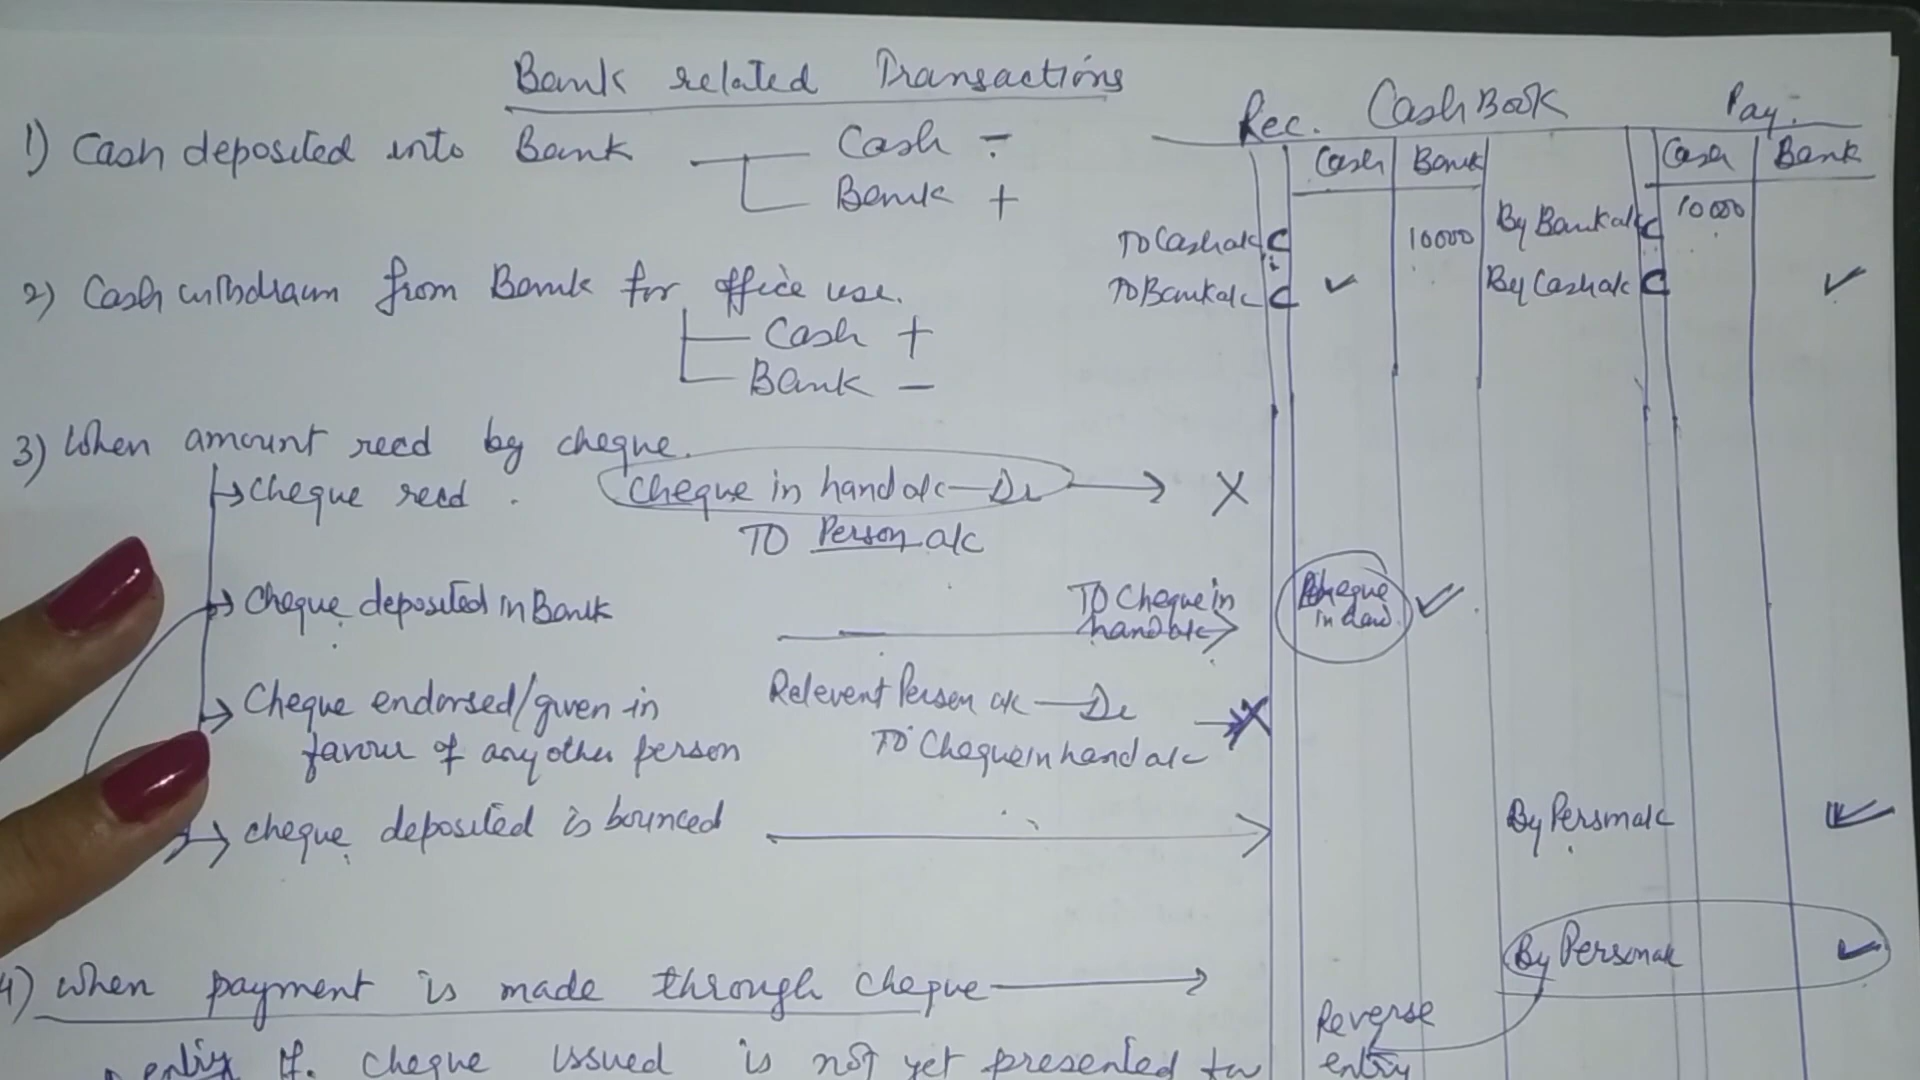 Bank related Transactions
1) Cash deposited into Bank
Cash -
Bank +
2) Cash withdrawn from Bank for office use.
Cash +
Bank -
3) When amount recd by cheque.
Cheque recd.
Cheque in hand a/c — Dr
TO Person a/c
X
Cheque deposited in Bank
Cheque endorsed/given in
favour of any other person
Relevent Person a/c — Dr
TO Cheque in hand a/c
X
cheque deposited is bounced
4) When payment is made through cheque
entry if cheque issued is not yet presented
Rec. Cash Book Pay:
Cash Bank Cash Bank
TO Cash a/c C 10000 By Bank a/c C 10000
TO Bank a/c C ✓ By Cash a/c C ✓
TO Cheque in
hand a/c
Cheque
in
✓
By Person a/c ✓
By Person a/c ✓
Reverse
entry